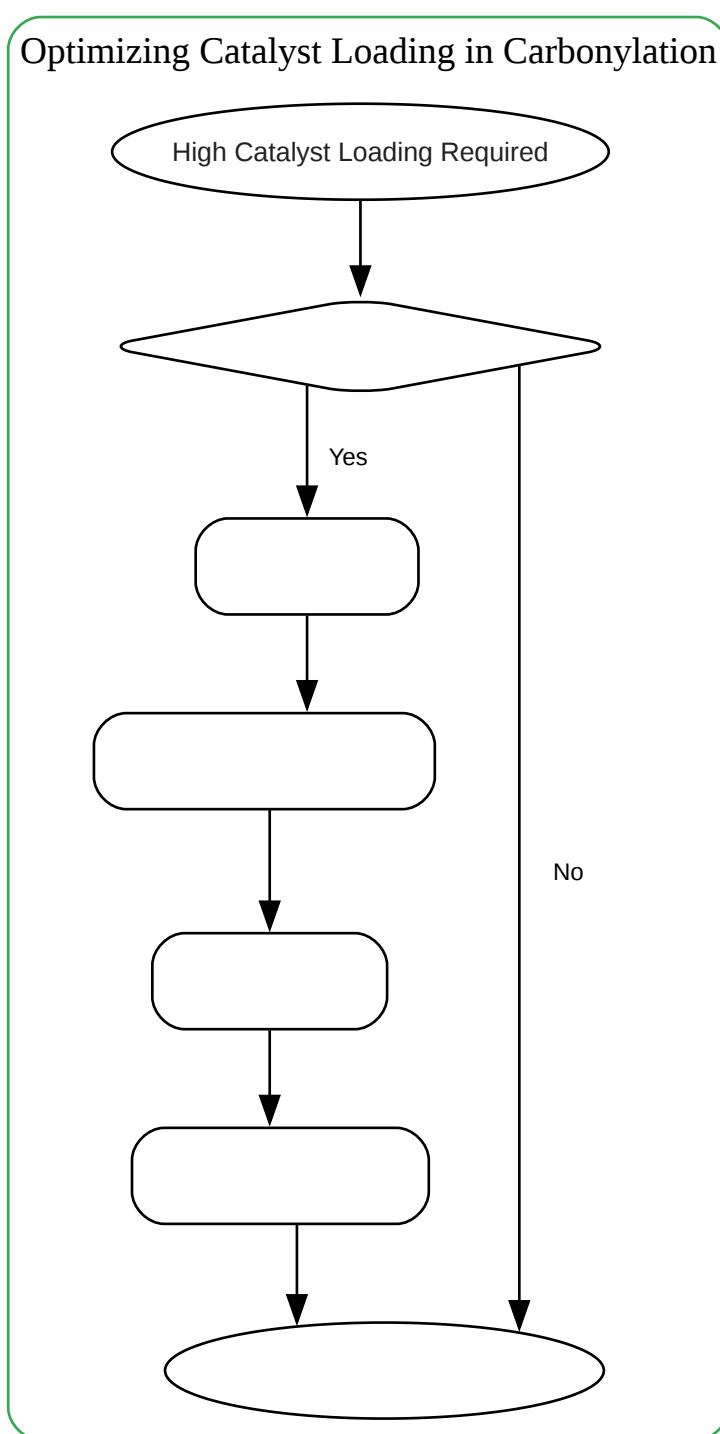 Optimizing Catalyst Loading in Carbonylation
High Catalyst Loading Required
Yes
No